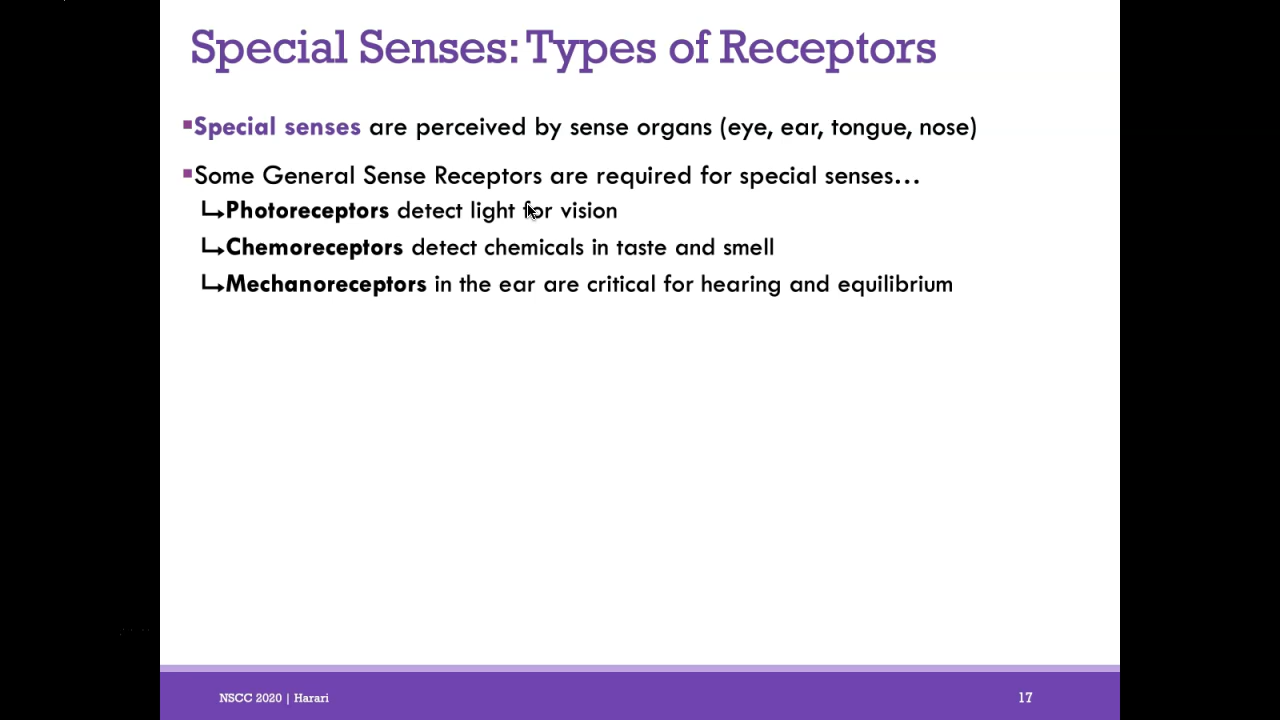 Special Senses: Types of Receptors
▪Special senses are perceived by sense organs (eye, ear, tongue, nose)
▪Some General Sense Receptors are required for special senses…
↳Photoreceptors detect light for vision
↳Chemoreceptors detect chemicals in taste and smell
↳Mechanoreceptors in the ear are critical for hearing and equilibrium
NSCC 2020 | Harari
17